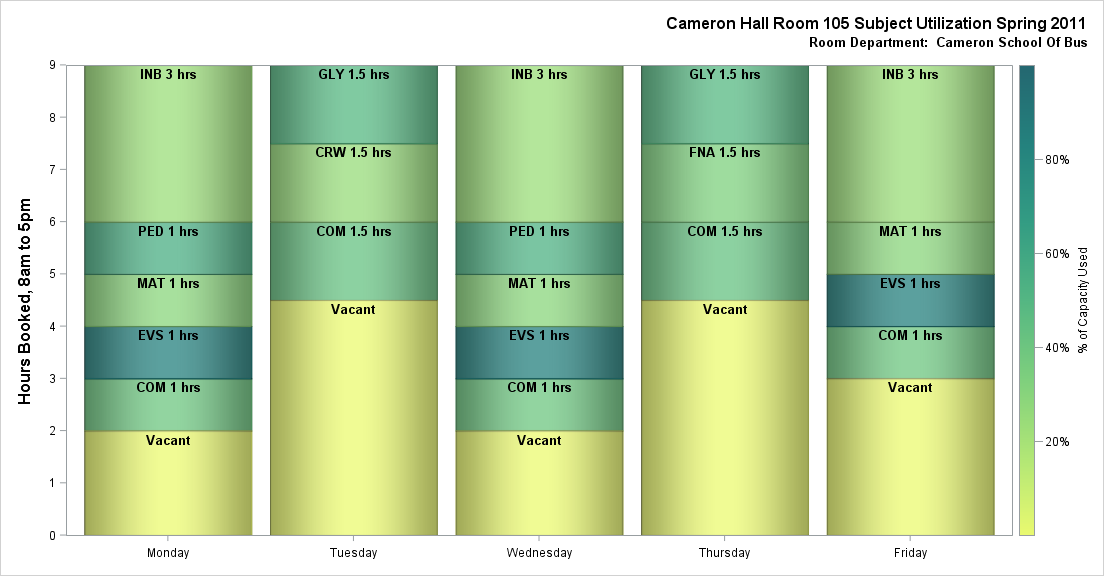 Cameron Hall Room 105 Subject Utilization Spring 2011
Room Department:  Cameron School Of Bus
Hours Booked, 8am to 5pm
9
8
7
6
5
4
3
2
1
0
INB 3 hrs
PED 1 hrs
MAT 1 hrs
EVS 1 hrs
COM 1 hrs
Vacant
Monday
GLY 1.5 hrs
CRW 1.5 hrs
COM 1.5 hrs
Vacant
Tuesday
INB 3 hrs
PED 1 hrs
MAT 1 hrs
EVS 1 hrs
COM 1 hrs
Vacant
Wednesday
GLY 1.5 hrs
FNA 1.5 hrs
COM 1.5 hrs
Vacant
Thursday
INB 3 hrs
MAT 1 hrs
EVS 1 hrs
COM 1 hrs
Vacant
Friday
80%
60%
40%
20%
% of Capacity Used